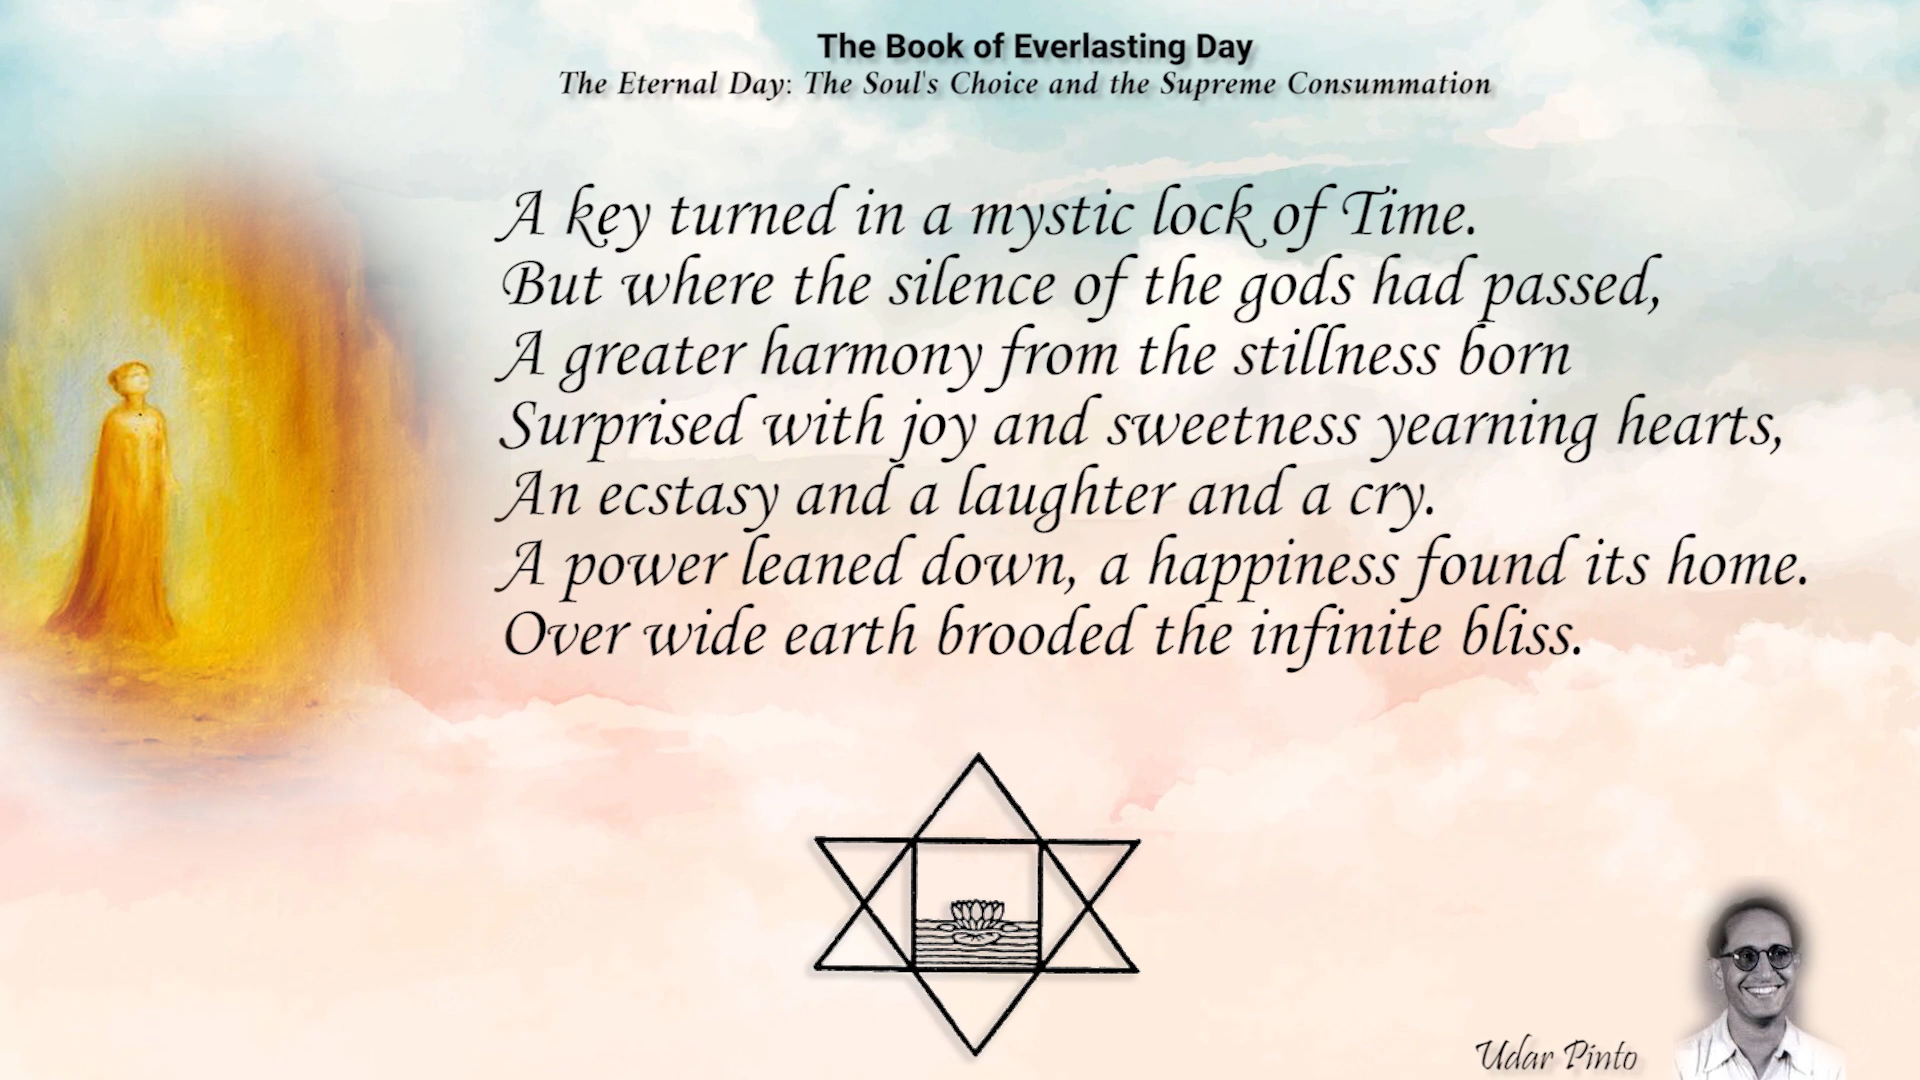 The Book of Everlasting Day
The Eternal Day: The Soul's Choice and the Supreme Consummation
A key turned in a mystic lock of Time.
But where the silence of the gods had passed,
A greater harmony from the stillness born
Surprised with joy and sweetness yearning hearts,
An ecstasy and a laughter and a cry.
A power leaned down, a happiness found its home.
Over wide earth brooded the infinite bliss.
Udar Pinto